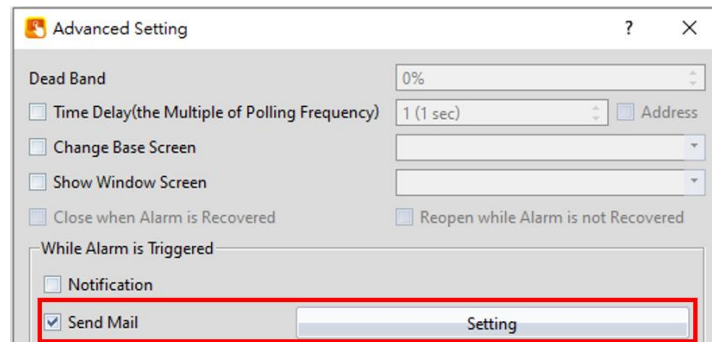 Advanced Setting ? ×
Dead Band 0%
Time Delay(the Multiple of Polling Frequency) 1 (1 sec) Address
Change Base Screen
Show Window Screen
Close when Alarm is Recovered Reopen while Alarm is not Recovered
While Alarm is Triggered
Notification
Send Mail Setting